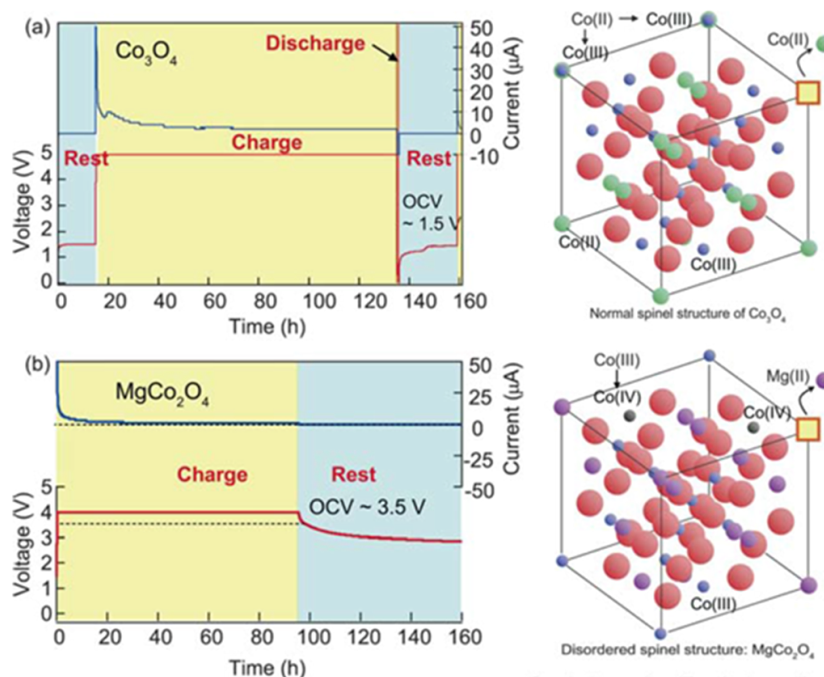 (a)
Co₃O₄
Discharge
Rest
Charge
Rest
OCV
~ 1.5 V
Voltage (V)
5
4
3
2
1
0
Current (µA)
50
40
30
20
10
0
-10
0
20
40
60
80
100
120
140
160
Time (h)
Co(II) → Co(III)
Co(III)
Co(II)
Co(II)
Co(III)
Normal spinel structure of Co₃O₄
(b)
MgCo₂O₄
Charge
Rest
OCV ~ 3.5 V
Voltage (V)
5
4
3
2
1
0
Current (µA)
50
25
0
-25
-50
0
20
40
60
80
100
120
140
160
Time (h)
Co(III)
Co(IV)
Co(IV)
Mg(II)
Co(III)
Disordered spinel structure: MgCo₂O₄